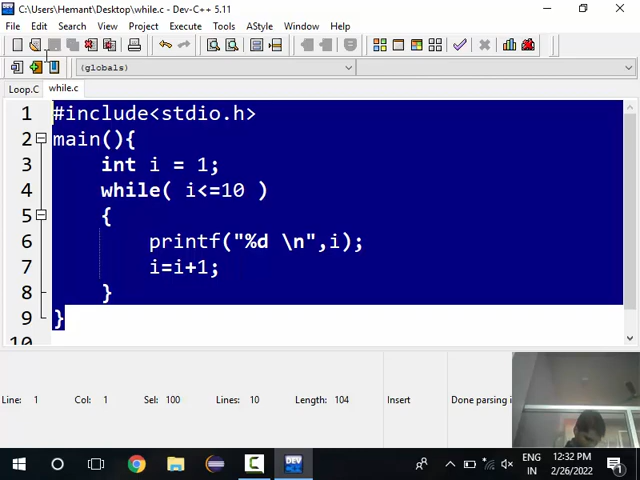 C:\Users\Hemant\Desktop\while.c - Dev-C++ 5.11
File Edit Search View Project Execute Tools AStyle Window Help
(globals)
Loop.C while.c
1 #include<stdio.h>
2 main(){
3 int i = 1;
4 while( i<=10 )
5 {
6 printf("%d \n",i);
7 i=i+1;
8 }
9 }
10
Line: 1 Col: 1 Sel: 100 Lines: 10 Length: 104 Insert Done parsing i
DEV
ENG
IN
12:32 PM
2/26/2022
1